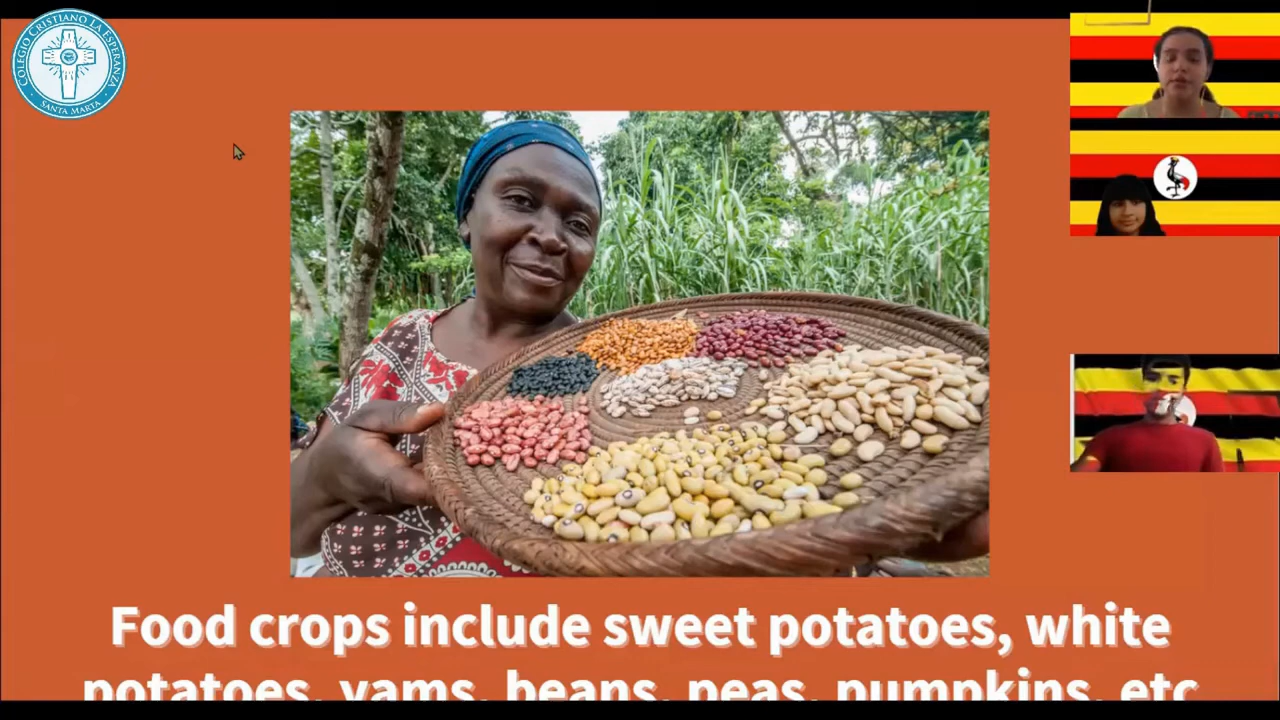 COLEGIO CRISTIANO LA ESPERANZA
SANTA MARTA
Food crops include sweet potatoes, white
potatoes, yams, beans, peas, pumpkins, etc